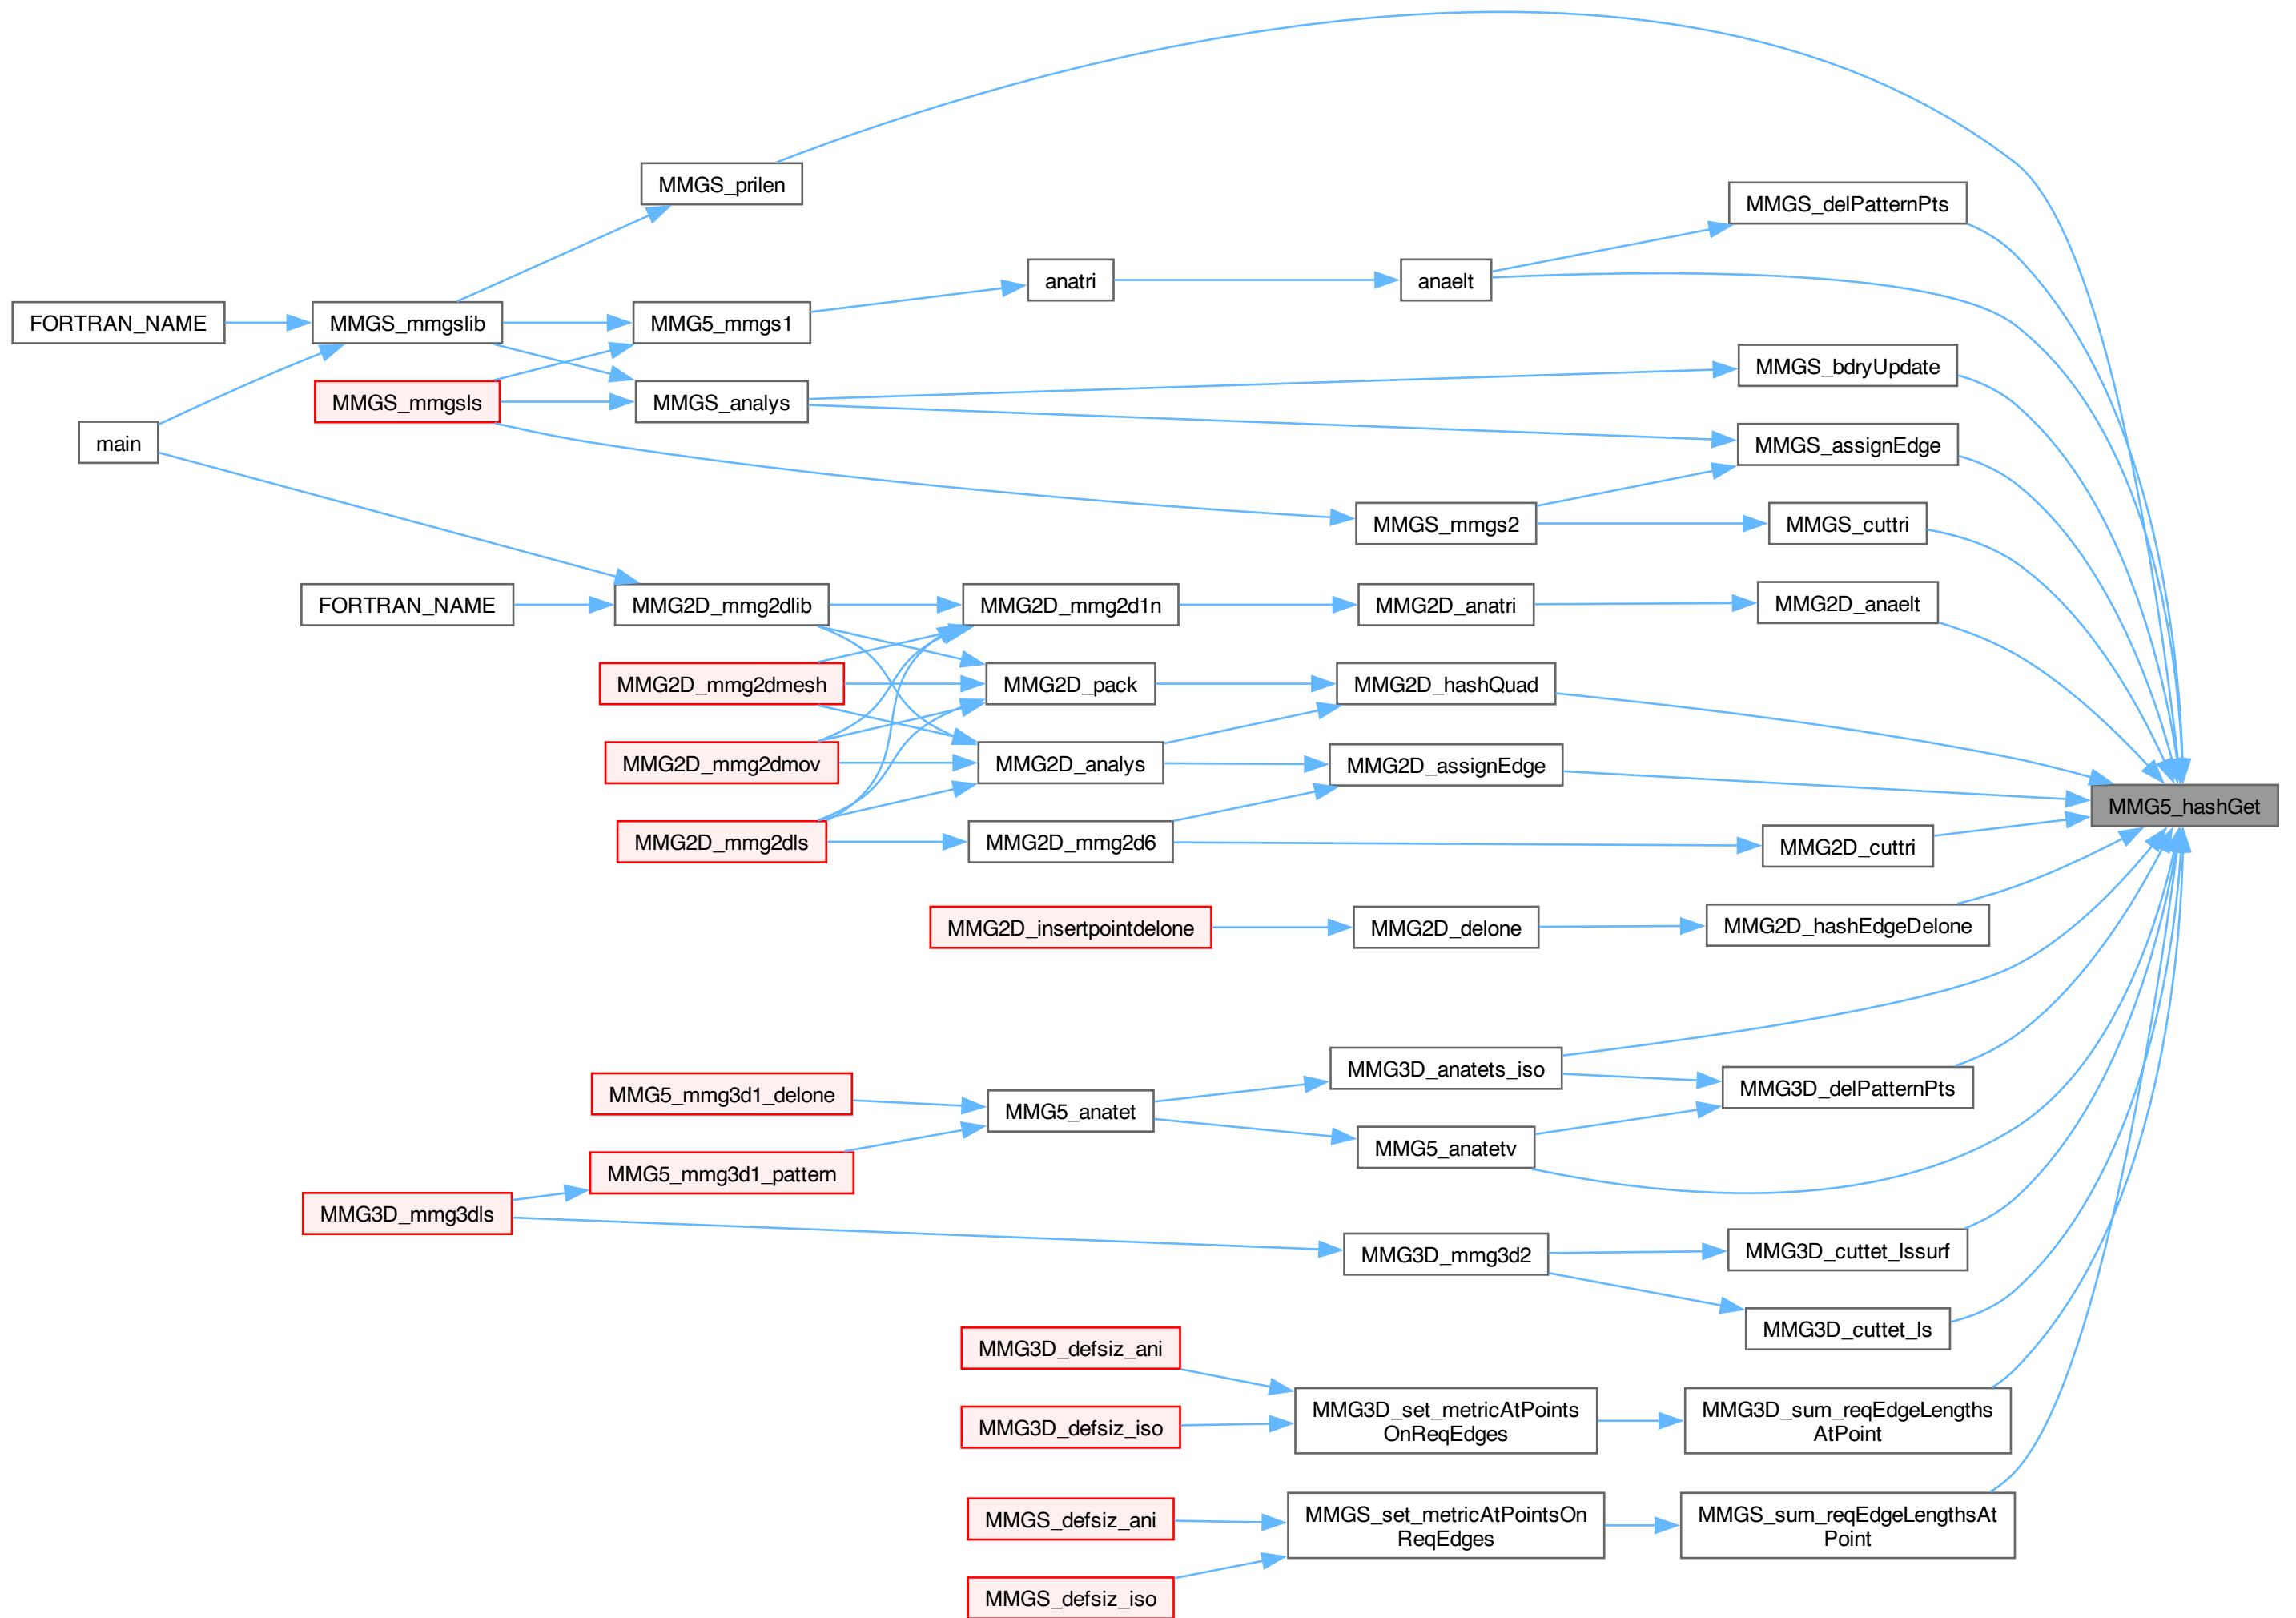 MMGS_prilen
MMGS_delPatternPts
anatri
anaelt
FORTRAN_NAME
MMGS_mmgslib
MMG5_mmgs1
MMGS_bdryUpdate
MMGS_mmgsls
MMGS_analys
main
MMGS_assignEdge
MMGS_mmgs2
MMGS_cuttri
FORTRAN_NAME
MMG2D_mmg2dlib
MMG2D_mmg2d1n
MMG2D_anatri
MMG2D_anaelt
MMG2D_mmg2dmesh
MMG2D_pack
MMG2D_hashQuad
MMG2D_mmg2dmov
MMG2D_analys
MMG2D_assignEdge
MMG5_hashGet
MMG2D_mmg2dls
MMG2D_mmg2d6
MMG2D_cuttri
MMG2D_insertpointdelone
MMG2D_delone
MMG2D_hashEdgeDelone
MMG3D_anatets_iso
MMG5_mmg3d1_delone
MMG5_anatet
MMG3D_delPatternPts
MMG5_anatetv
MMG5_mmg3d1_pattern
MMG3D_mmg3dls
MMG3D_mmg3d2
MMG3D_cuttet_lssurf
MMG3D_cuttet_ls
MMG3D_defsiz_ani
MMG3D_defsiz_iso
MMG3D_set_metricAtPoints
OnReqEdges
MMG3D_sum_reqEdgeLengths
AtPoint
MMGS_defsiz_ani
MMGS_set_metricAtPointsOn
ReqEdges
MMGS_sum_reqEdgeLengthsAt
Point
MMGS_defsiz_iso